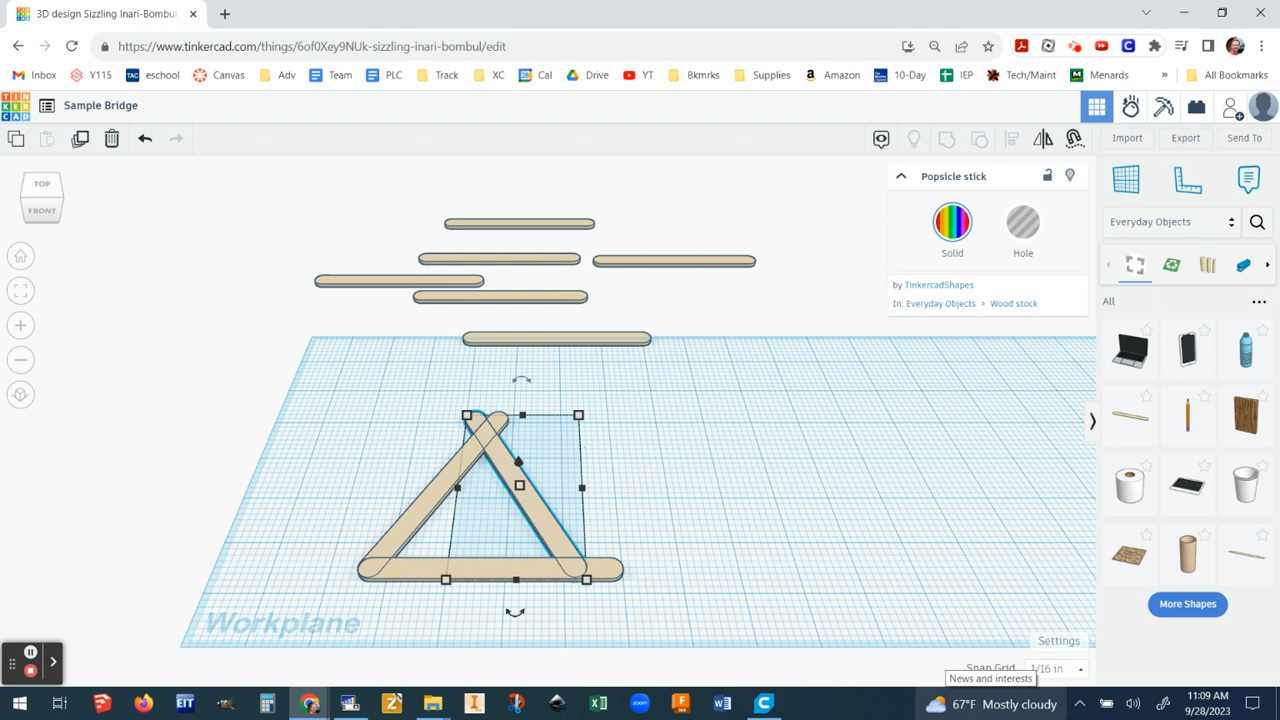 3D design Sizzling Inari-Bombul
https://www.tinkercad.com/things/6of0Xey9NUk-sizzling-inari-bombul/edit
Inbox
Y115
eschool
Canvas
Adv
Team
PLC
Track
XC
Cal
Drive
YT
Bkmrks
Supplies
Amazon
10-Day
IEP
Tech/Maint
Menards
»
All Bookmarks
TIN
KER
CAD
Sample Bridge
Import
Export
Send To
TOP
FRONT
Popsicle stick
Solid
Hole
by TinkercadShapes
In: Everyday Objects > Wood stock
Everyday Objects
All
More Shapes
Workplane
Settings
Snap Grid 1/16 in
News and interests
EIT
zoom
67°F Mostly cloudy
11:09 AM
9/28/2023